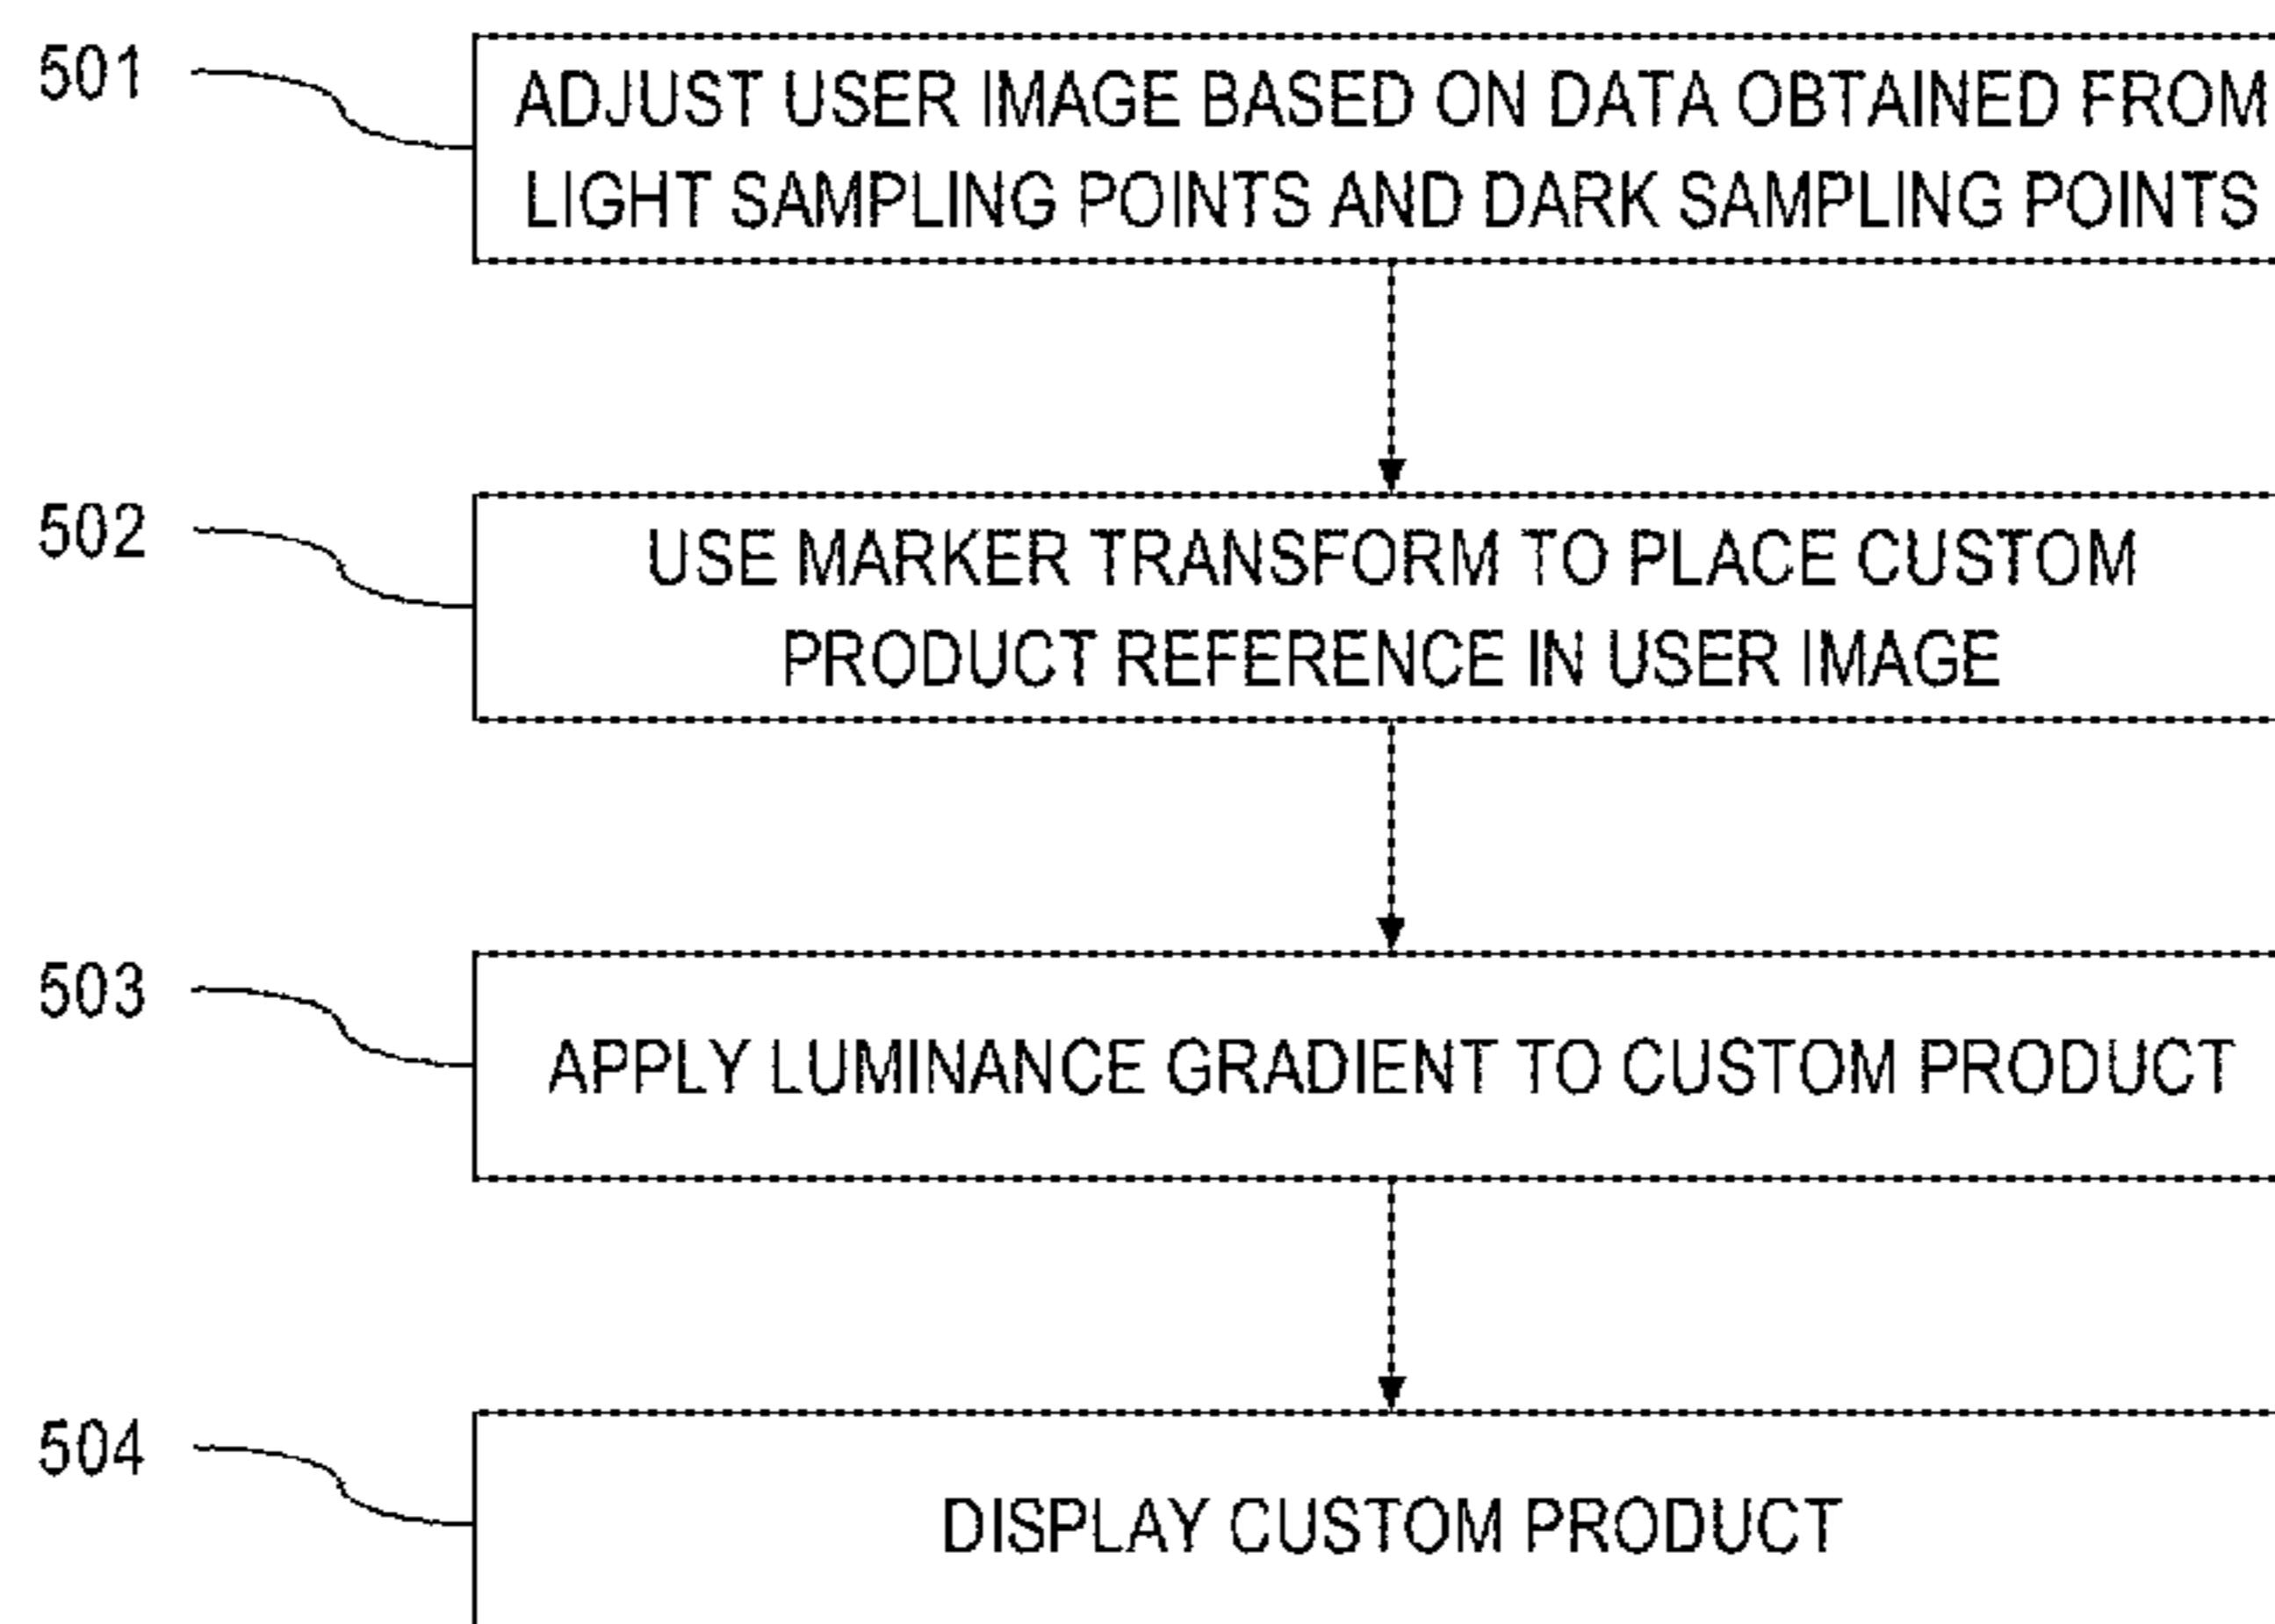 501
ADJUST USER IMAGE BASED ON DATA OBTAINED FROM
LIGHT SAMPLING POINTS AND DARK SAMPLING POINTS
502
USE MARKER TRANSFORM TO PLACE CUSTOM
PRODUCT REFERENCE IN USER IMAGE
503
APPLY LUMINANCE GRADIENT TO CUSTOM PRODUCT
504
DISPLAY CUSTOM PRODUCT